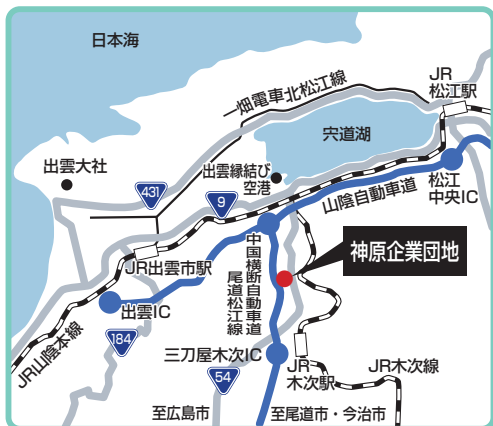 日本海
JR
松江駅
一畑電車北松江線
宍道湖
出雲大社
出雲縁結び
空港
431
9
山陰自動車道
松江
中央IC
神原企業団地
JR出雲市駅
中国横断自動車道
尾道松江線
出雲IC
JR山陰本線
184
三刀屋木次IC
54
JR
木次駅
JR木次線
至広島市
至尾道市・今治市